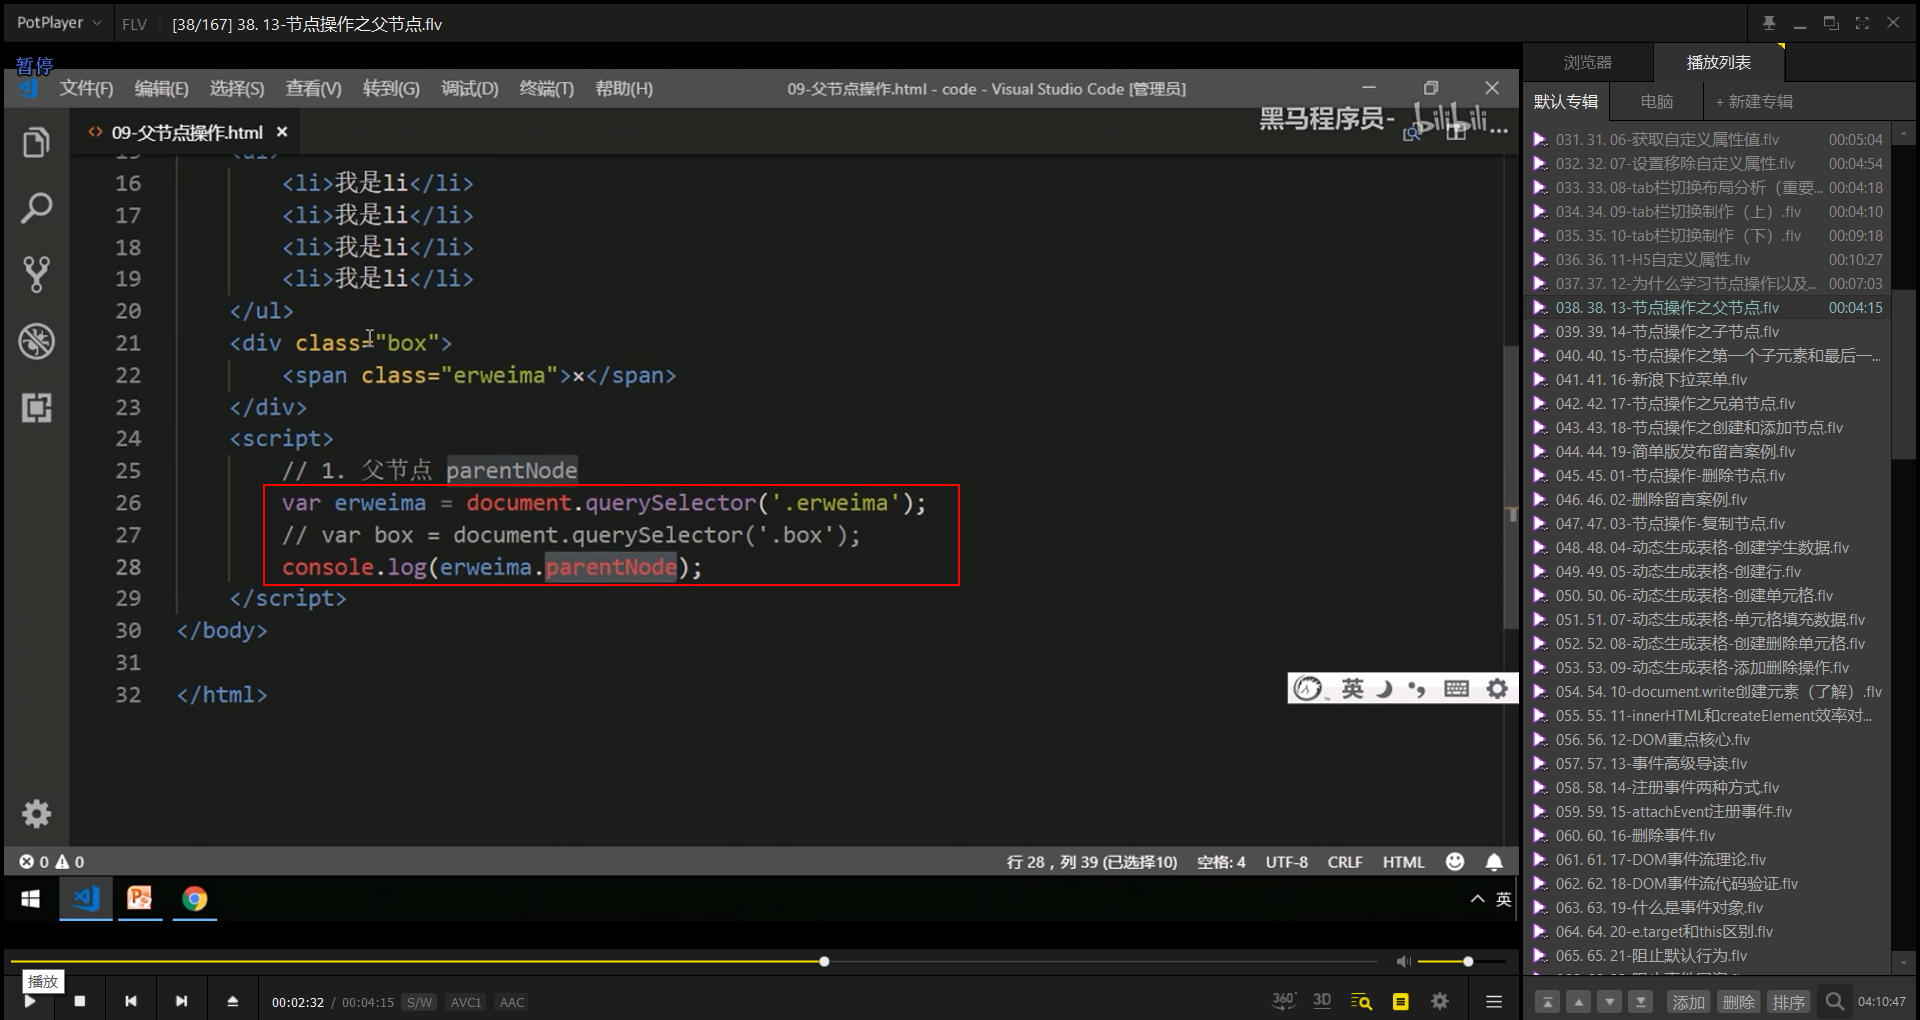 PotPlayer FLV [38/167] 38. 13-节点操作之父节点.flv
暂停
文件(F) 编辑(E) 选择(S) 查看(V) 转到(G) 调试(D) 终端(T) 帮助(H) 09-父节点操作.html - code - Visual Studio Code [管理员]
黑马程序员- bilibili
09-父节点操作.html ×
16 <li>我是li</li>
17 <li>我是li</li>
18 <li>我是li</li>
19 <li>我是li</li>
20 </ul>
21 <div class="box">
22 <span class="erweima">×</span>
23 </div>
24 <script>
25 // 1. 父节点 parentNode
26 var erweima = document.querySelector('.erweima');
27 // var box = document.querySelector('.box');
28 console.log(erweima.parentNode);
29 </script>
30 </body>
31
32 </html>
英
0 0 行 28，列 39 (已选择10) 空格: 4 UTF-8 CRLF HTML
英
播放
00:02:32 / 00:04:15 S/W AVC1 AAC
360° 3D
浏览器 播放列表
默认专辑 电脑 + 新建专辑
031. 31. 06-获取自定义属性值.flv 00:05:04
032. 32. 07-设置移除自定义属性.flv 00:04:54
033. 33. 08-tab栏切换布局分析（重要... 00:04:18
034. 34. 09-tab栏切换制作（上）.flv 00:04:10
035. 35. 10-tab栏切换制作（下）.flv 00:09:18
036. 36. 11-H5自定义属性.flv 00:10:27
037. 37. 12-为什么学习节点操作以及... 00:07:03
038. 38. 13-节点操作之父节点.flv 00:04:15
039. 39. 14-节点操作之子节点.flv
040. 40. 15-节点操作之第一个子元素和最后一...
041. 41. 16-新浪下拉菜单.flv
042. 42. 17-节点操作之兄弟节点.flv
043. 43. 18-节点操作之创建和添加节点.flv
044. 44. 19-简单版发布留言案例.flv
045. 45. 01-节点操作-删除节点.flv
046. 46. 02-删除留言案例.flv
047. 47. 03-节点操作-复制节点.flv
048. 48. 04-动态生成表格-创建学生数据.flv
049. 49. 05-动态生成表格-创建行.flv
050. 50. 06-动态生成表格-创建单元格.flv
051. 51. 07-动态生成表格-单元格填充数据.flv
052. 52. 08-动态生成表格-创建删除单元格.flv
053. 53. 09-动态生成表格-添加删除操作.flv
054. 54. 10-document.write创建元素（了解）.flv
055. 55. 11-innerHTML和createElement效率对...
056. 56. 12-DOM重点核心.flv
057. 57. 13-事件高级导读.flv
058. 58. 14-注册事件两种方式.flv
059. 59. 15-attachEvent注册事件.flv
060. 60. 16-删除事件.flv
061. 61. 17-DOM事件流理论.flv
062. 62. 18-DOM事件流代码验证.flv
063. 63. 19-什么是事件对象.flv
064. 64. 20-e.target和this区别.flv
065. 65. 21-阻止默认行为.flv
添加 删除 排序 04:10:47